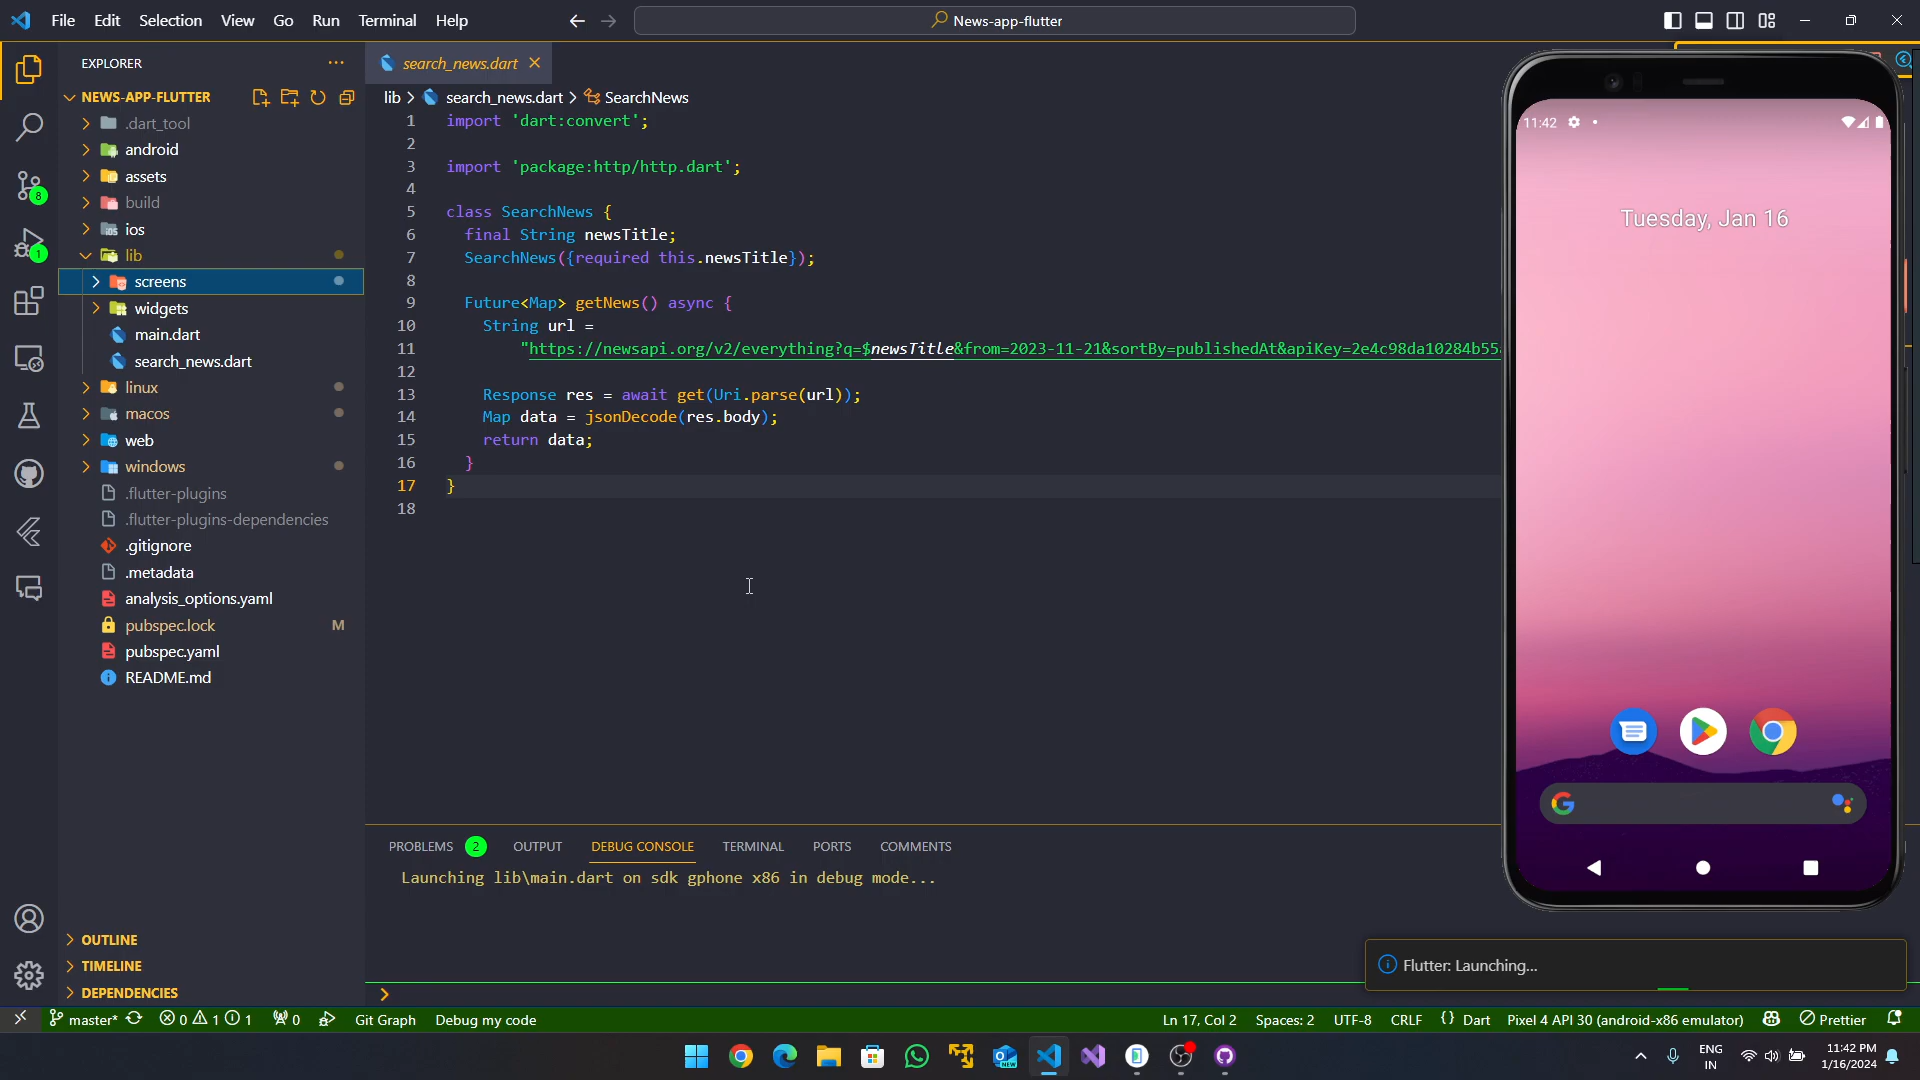 File Edit Selection View Go Run Terminal Help
News-app-flutter
EXPLORER
NEWS-APP-FLUTTER
.dart_tool
android
assets
build
ios
lib
screens
widgets
main.dart
search_news.dart
linux
macos
web
windows
.flutter-plugins
.flutter-plugins-dependencies
.gitignore
.metadata
analysis_options.yaml
pubspec.lock M
pubspec.yaml
README.md
OUTLINE
TIMELINE
DEPENDENCIES
8
1
search_news.dart
lib > search_news.dart > SearchNews
1 import 'dart:convert';
2
3 import 'package:http/http.dart';
4
5 class SearchNews {
6 final String newsTitle;
7 SearchNews({required this.newsTitle});
8
9 Future<Map> getNews() async {
10 String url =
11 "https://newsapi.org/v2/everything?q=$newsTitle&from=2023-11-21&sortBy=publishedAt&apiKey=2e4c98da10284b55
12
13 Response res = await get(Uri.parse(url));
14 Map data = jsonDecode(res.body);
15 return data;
16 }
17 }
18
PROBLEMS 2 OUTPUT DEBUG CONSOLE TERMINAL PORTS COMMENTS
Launching lib\main.dart on sdk gphone x86 in debug mode...
11:42
Tuesday, Jan 16
Flutter: Launching...
master* 0 1 1 0 Git Graph Debug my code
Ln 17, Col 2 Spaces: 2 UTF-8 CRLF {} Dart Pixel 4 API 30 (android-x86 emulator) Prettier
ENG
IN
11:42 PM
1/16/2024